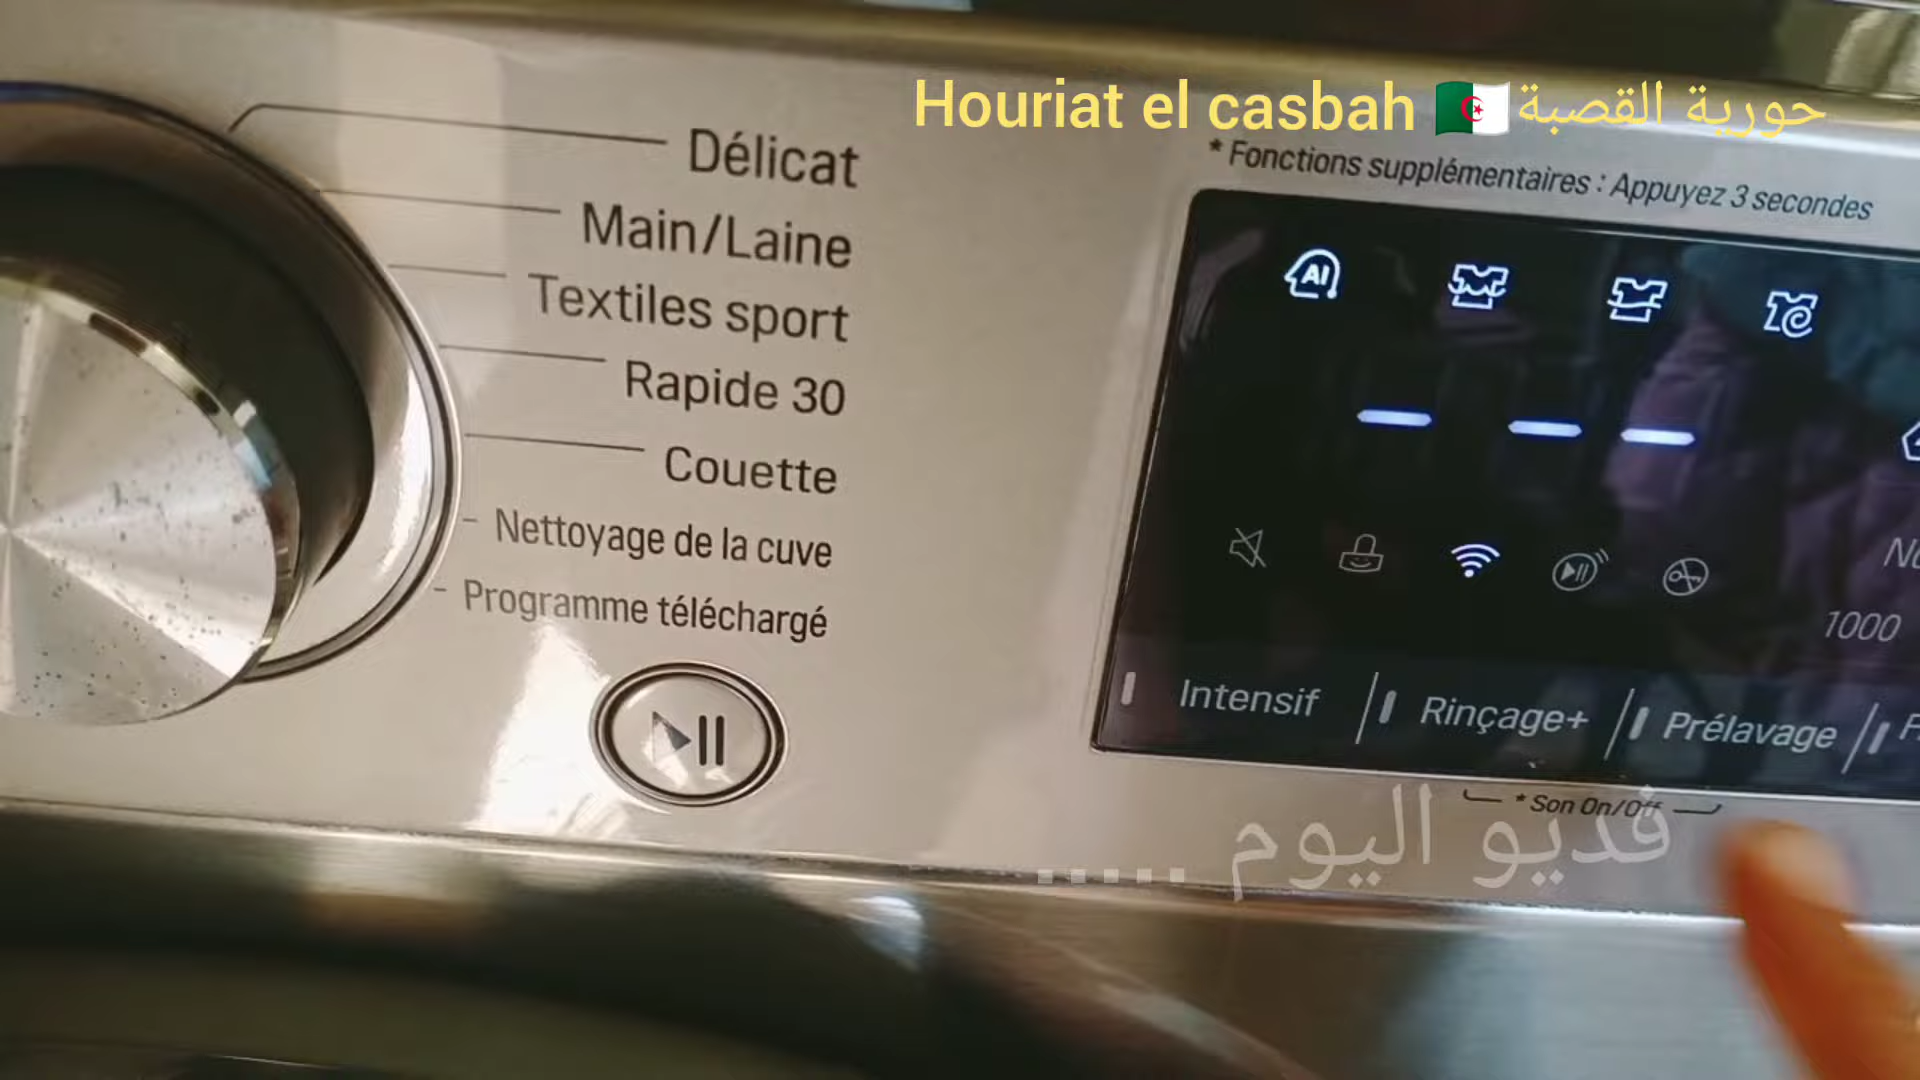 Houriat el casbah 🇩🇿 حورية القصبة
* Fonctions supplémentaires : Appuyez 3 secondes
Délicat
Main/Laine
Textiles sport
Rapide 30
Couette
Nettoyage de la cuve
Programme téléchargé
AI
1000
Intensif
Rinçage+
Prélavage
* Son On/Off
فديو اليوم .....